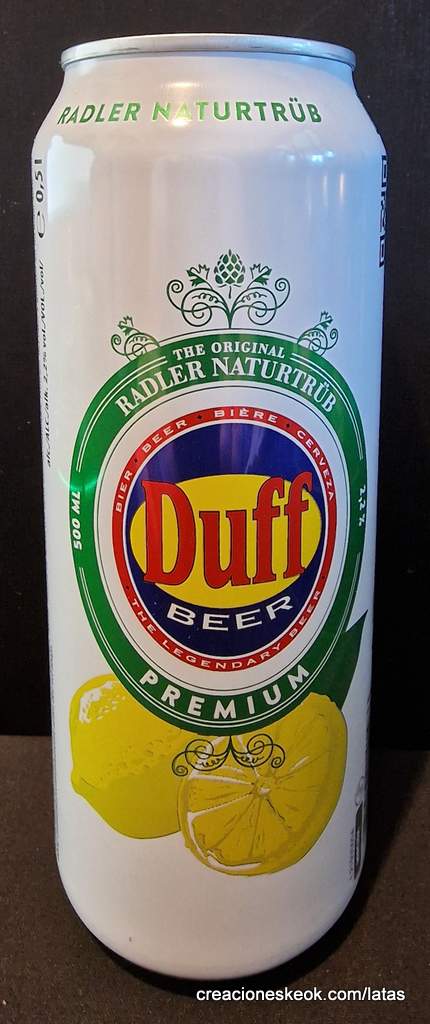 RADLER NATURTRÜB
℮ 0,5 l
THE ORIGINAL
RADLER NATURTRÜB
BIER • BEER • BIÈRE • CERVEZA
500 ML
2,2%
Duff
BEER
• THE LEGENDARY BEER •
PREMIUM
creacioneskeok.com/latas